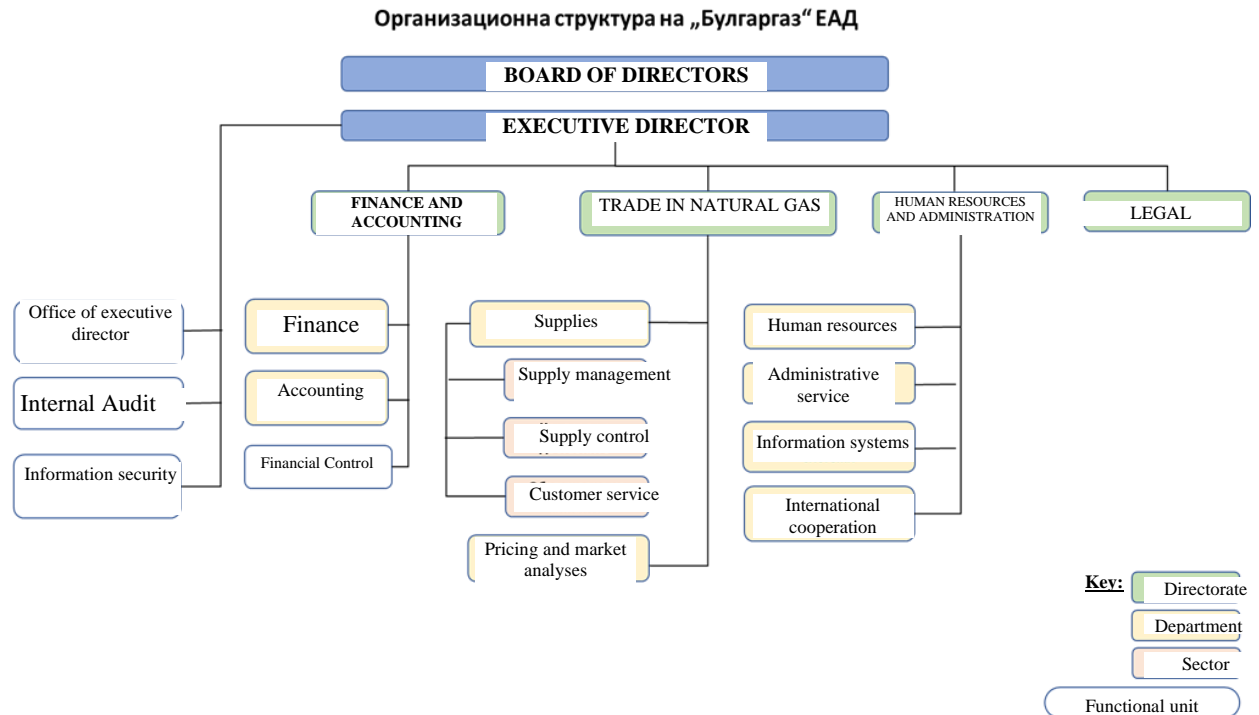 Организационна структура на „Булгаргаз“ ЕАД
BOARD OF DIRECTORS
EXECUTIVE DIRECTOR
FINANCE AND
ACCOUNTING
TRADE IN NATURAL GAS
HUMAN RESOURCES
AND ADMINISTRATION
LEGAL
Office of executive
director
Internal Audit
Information security
Finance
Accounting
Financial Control
Supplies
Supply management
Supply control
Customer service
Pricing and market
analyses
Human resources
Administrative
service
Information systems
International
cooperation
Key:
Directorate
Department
Sector
Functional unit